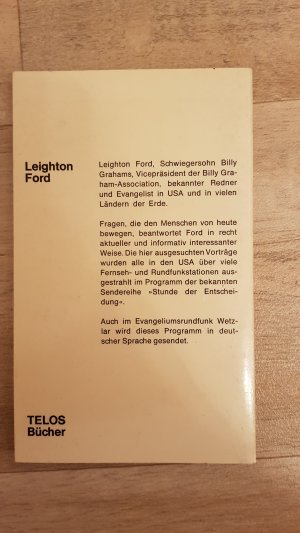 Leighton
Ford
Leighton Ford, Schwiegersohn Billy
Grahams, Vicepräsident der Billy Gra-
ham-Association, bekannter Redner
und Evangelist in USA und in vielen
Ländern der Erde.
Fragen, die den Menschen von heute
bewegen, beantwortet Ford in recht
aktueller und informativ interessanter
Weise. Die hier ausgesuchten Vorträge
wurden alle in den USA über viele
Fernseh- und Rundfunkstationen aus-
gestrahlt im Programm der bekannten
Sendereihe »Stunde der Entschei-
dung«.
Auch im Evangeliumsrundfunk Wetz-
lar wird dieses Programm in deut-
scher Sprache gesendet.
TELOS
Bücher